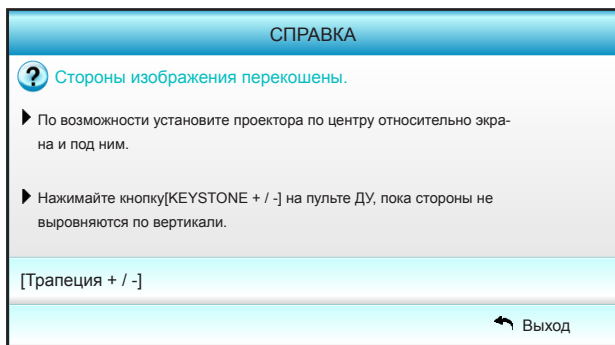 СПРАВКА
? Стороны изображения перекошены.
По возможности установите проектора по центру относительно экра-
на и под ним.
Нажимайте кнопку[KEYSTONE + / -] на пульте ДУ, пока стороны не
выровняются по вертикали.
[Трапеция + / -]
Выход